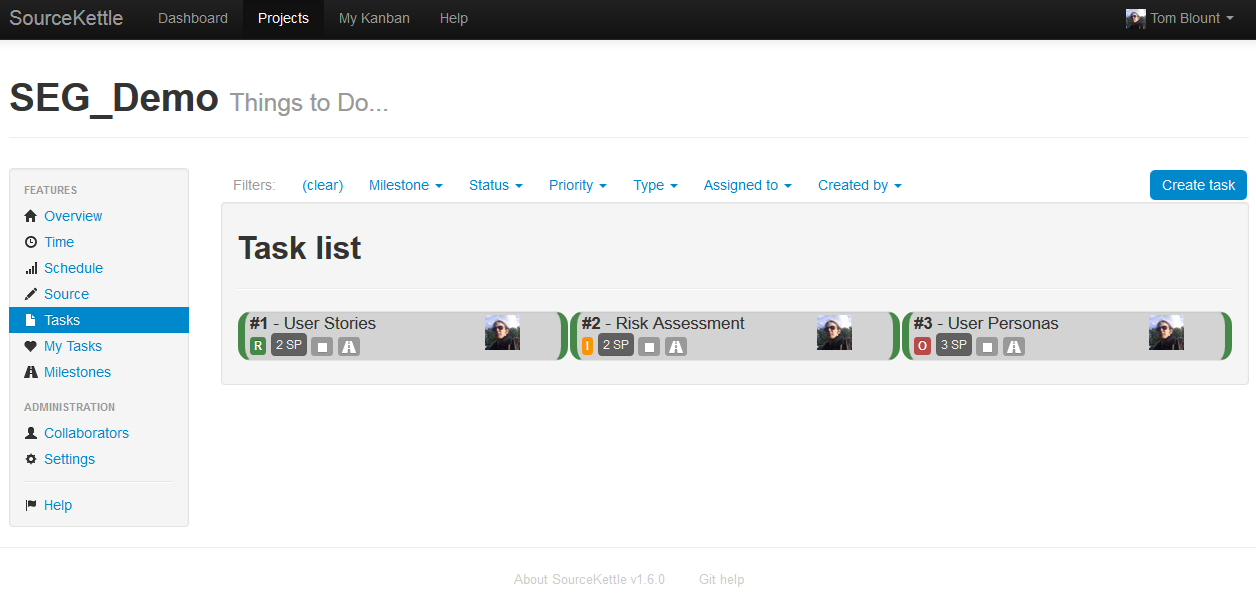 SourceKettle Dashboard Projects My Kanban Help Tom Blount
SEG_Demo Things to Do...
FEATURES
Overview
Time
Schedule
Source
Tasks
My Tasks
Milestones
ADMINISTRATION
Collaborators
Settings
Help
Filters: (clear) Milestone Status Priority Type Assigned to Created by Create task
Task list
#1 - User Stories
R 2 SP
#2 - Risk Assessment
I 2 SP
#3 - User Personas
O 3 SP
About SourceKettle v1.6.0 Git help